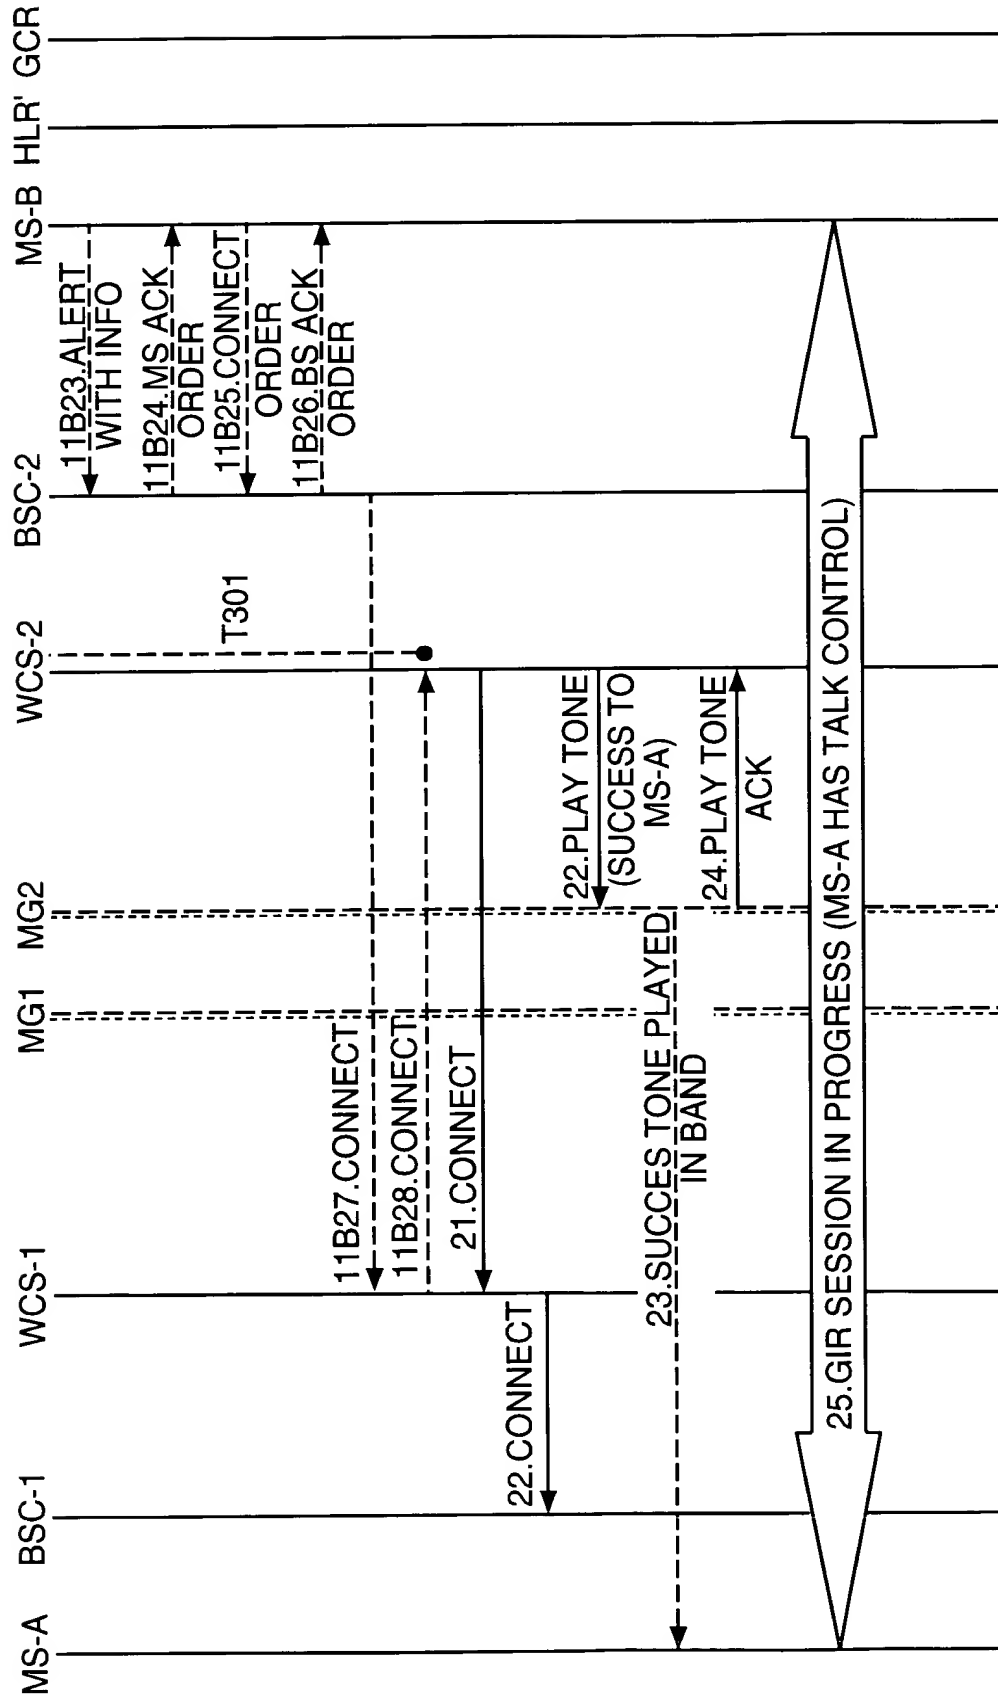 MS-A
BSC-1
WCS-1
MG1
MG2
WCS-2
BSC-2
MS-B
HLR'
GCR
11B23.ALERT
WITH INFO
11B24.MS ACK
ORDER
11B25.CONNECT
ORDER
T301
11B26.BS ACK
ORDER
11B27.CONNECT
11B28.CONNECT
21.CONNECT
22.CONNECT
22.PLAY TONE
(SUCCESS TO
MS-A)
23.SUCCES TONE PLAYED
IN BAND
24.PLAY TONE
ACK
25.GIR SESSION IN PROGRESS (MS-A HAS TALK CONTROL)